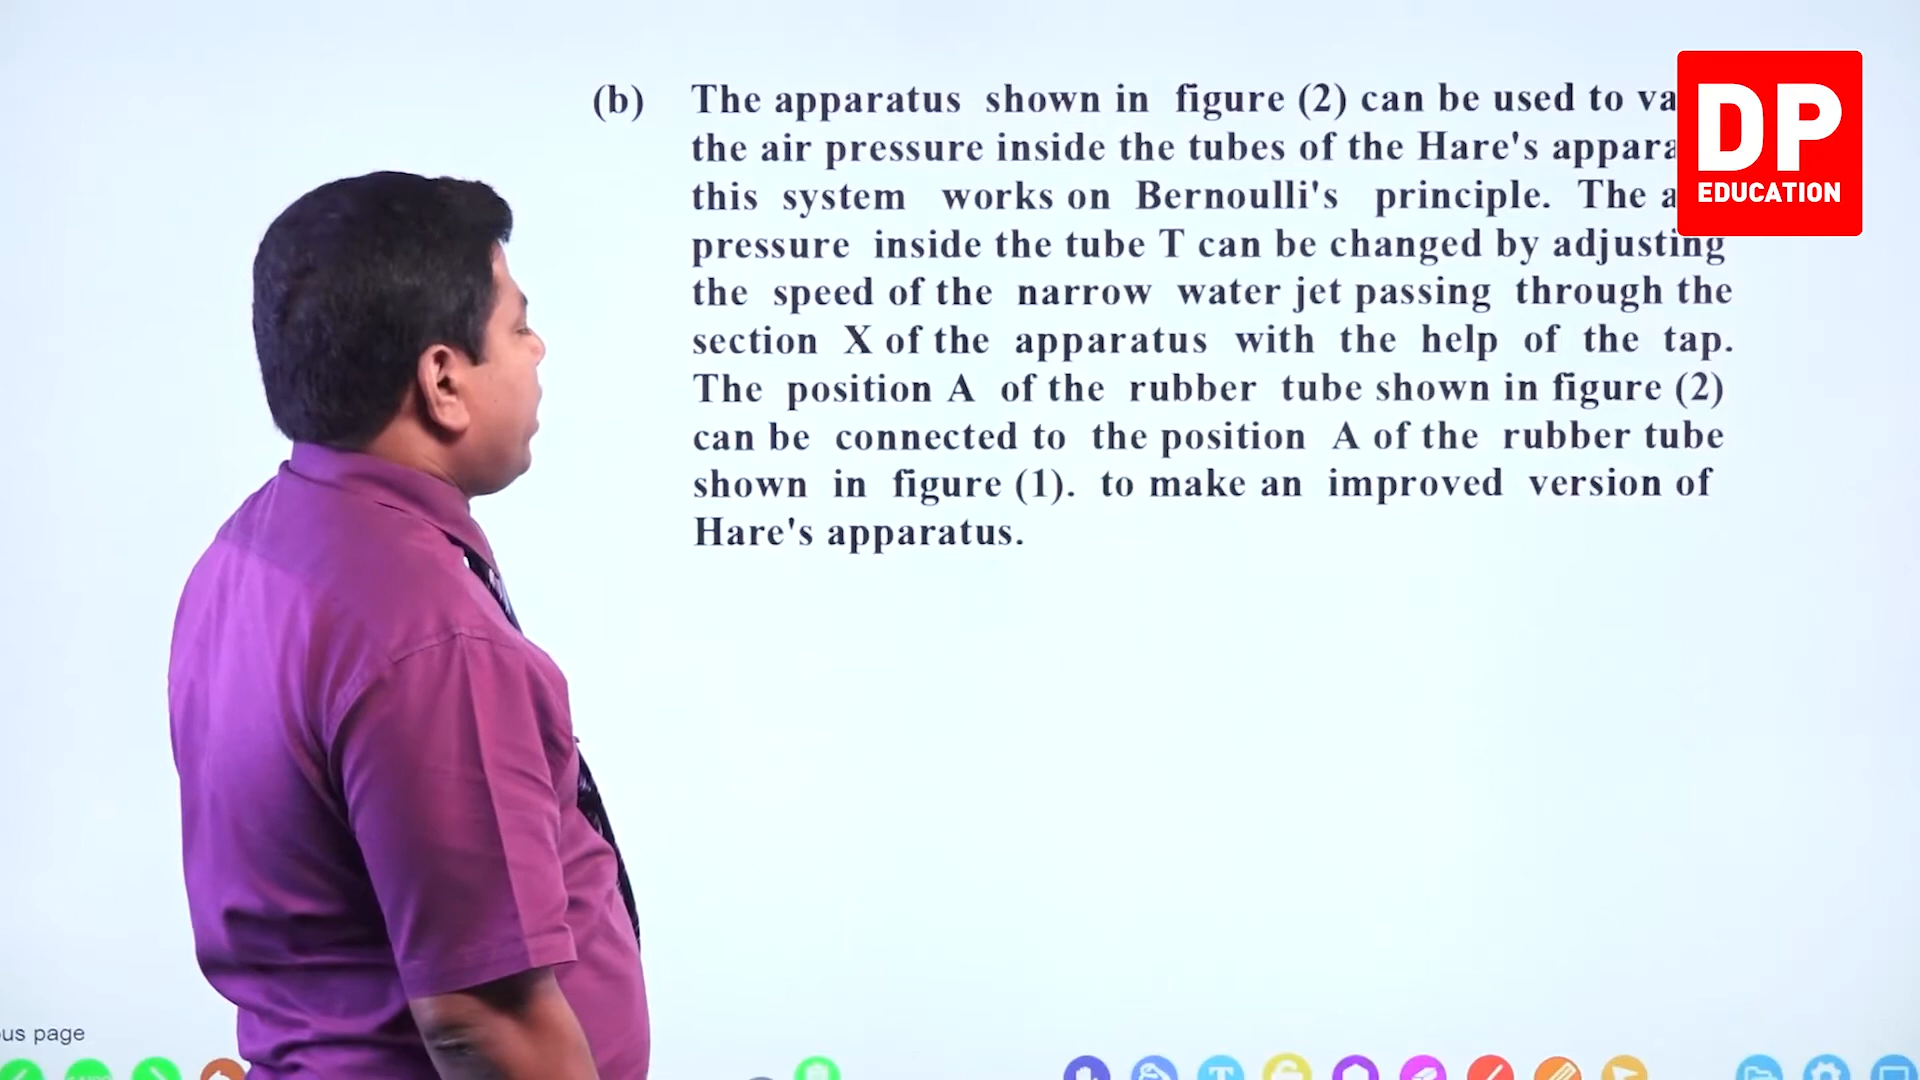 (b) The apparatus shown in figure (2) can be used to
the air pressure inside the tubes of the Hare's
this system works on Bernoulli's principle. The
pressure inside the tube T can be changed by adjusting
the speed of the narrow water jet passing through the
section X of the apparatus with the help of the tap.
The position A of the rubber tube shown in figure (2)
can be connected to the position A of the rubber tube
shown in figure (1). to make an improved version of
Hare's apparatus.
DP
EDUCATION
page